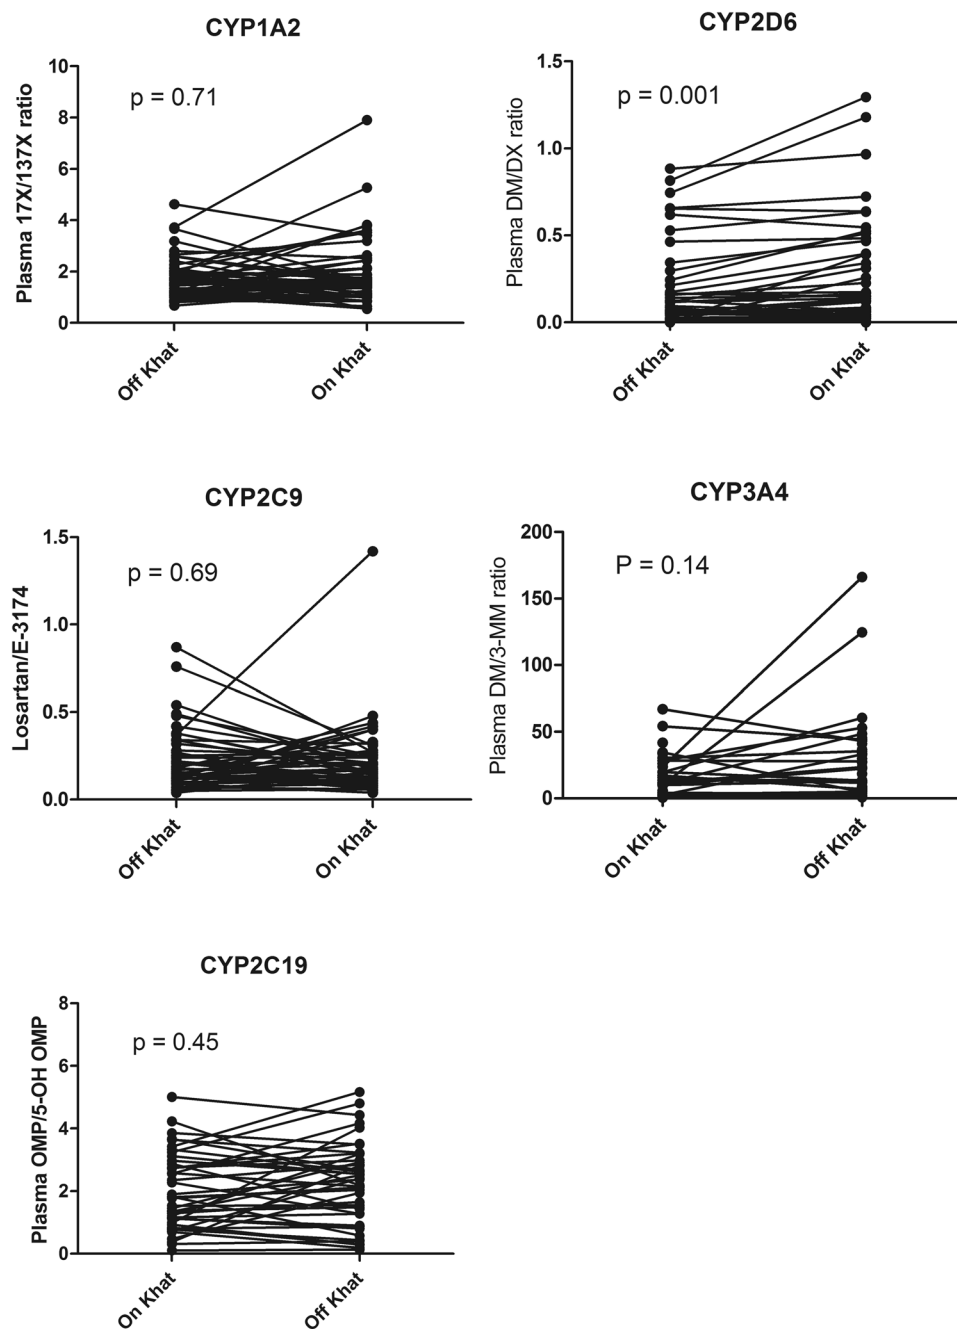 CYP1A2
Plasma 17X/137X ratio
10
8
6
4
2
0
p = 0.71
Off Khat
On Khat
CYP2D6
Plasma DM/DX ratio
1.5
1.0
0.5
0.0
p = 0.001
Off Khat
On Khat
CYP2C9
Losartan/E-3174
1.5
1.0
0.5
0.0
p = 0.69
Off Khat
On Khat
CYP3A4
Plasma DM/3-MM ratio
200
150
100
50
0
P = 0.14
On Khat
Off Khat
CYP2C19
Plasma OMP/5-OH OMP
8
6
4
2
0
p = 0.45
On Khat
Off Khat